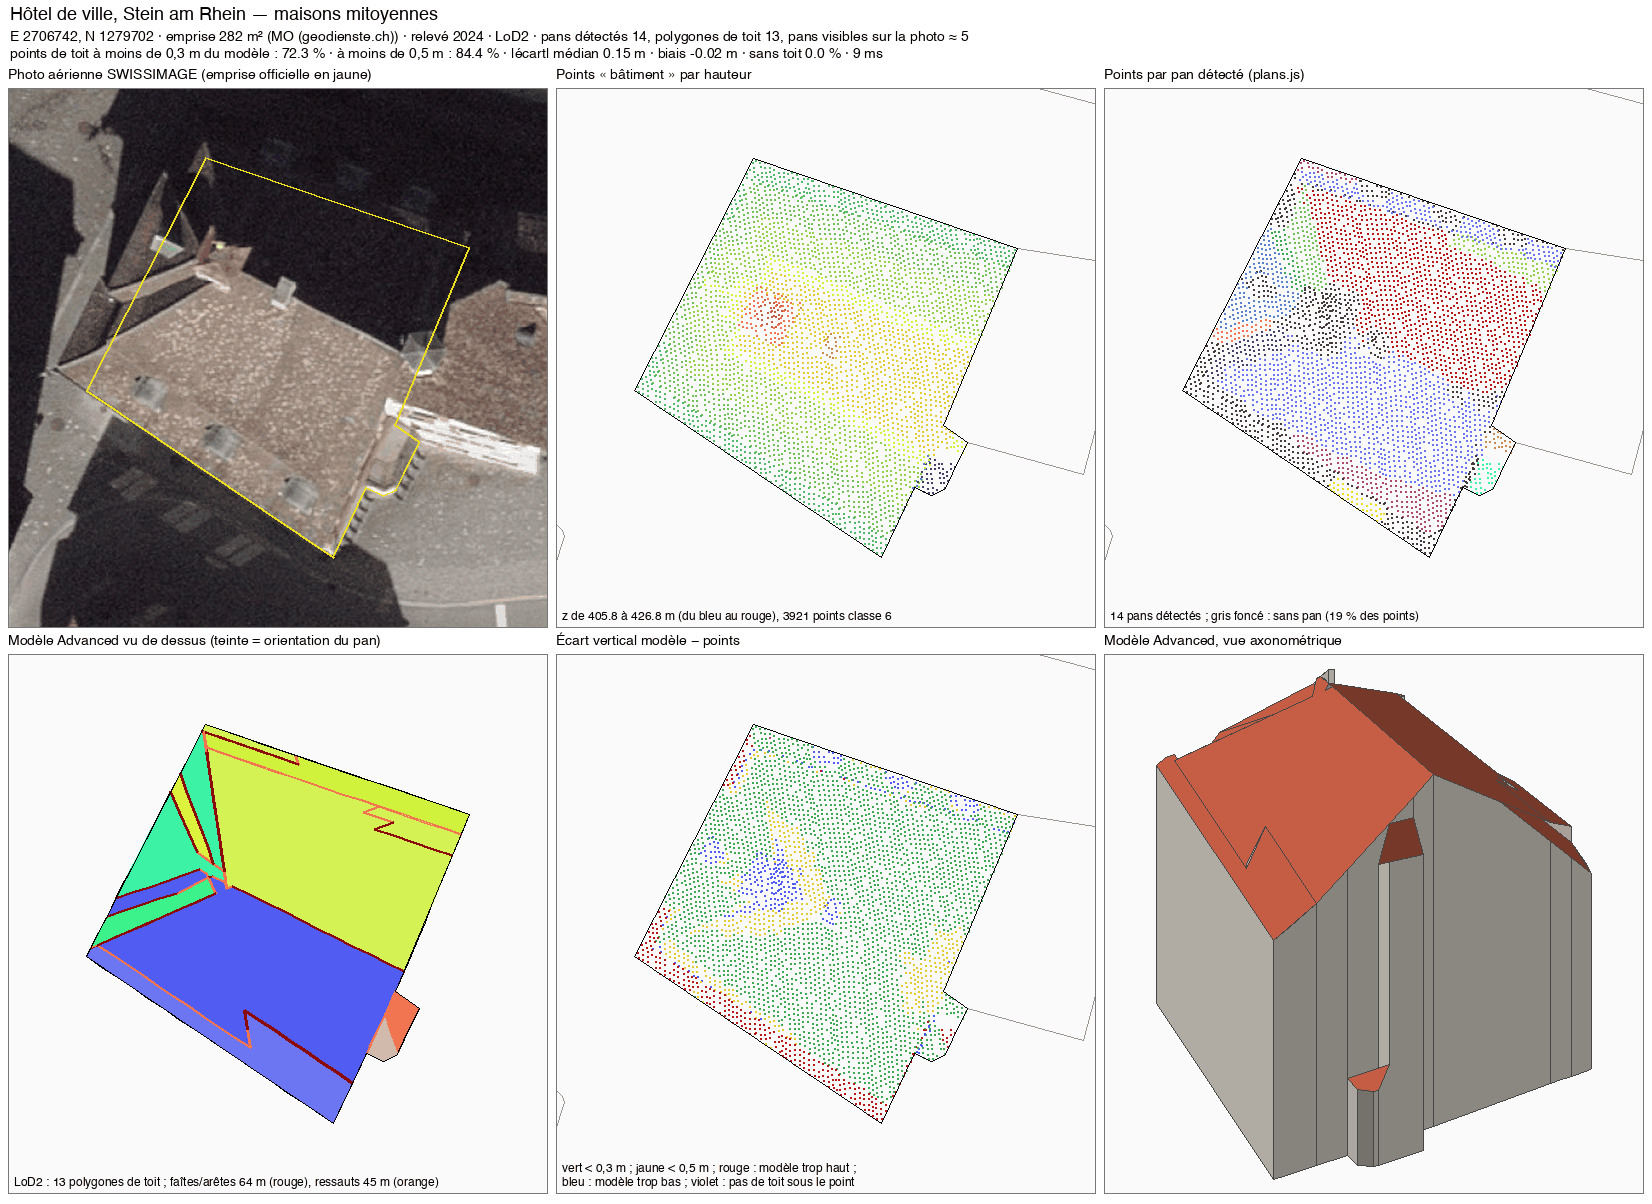 Hôtel de ville, Stein am Rhein — maisons mitoyennes
E 2706742, N 1279702 · emprise 282 m² (MO (geodienste.ch)) · relevé 2024 · LoD2 · pans détectés 14, polygones de toit 13, pans visibles sur la photo ≈ 5
points de toit à moins de 0,3 m du modèle : 72.3 % · à moins de 0,5 m : 84.4 % · lécartl médian 0.15 m · biais -0.02 m · sans toit 0.0 % · 9 ms
Photo aérienne SWISSIMAGE (emprise officielle en jaune)
Points « bâtiment » par hauteur
Points par pan détecté (plans.js)
z de 405.8 à 426.8 m (du bleu au rouge), 3921 points classe 6
14 pans détectés ; gris foncé : sans pan (19 % des points)
Modèle Advanced vu de dessus (teinte = orientation du pan)
Écart vertical modèle – points
Modèle Advanced, vue axonométrique
LoD2 : 13 polygones de toit ; faîtes/arêtes 64 m (rouge), ressauts 45 m (orange)
vert < 0,3 m ; jaune < 0,5 m ; rouge : modèle trop haut ;
bleu : modèle trop bas ; violet : pas de toit sous le point